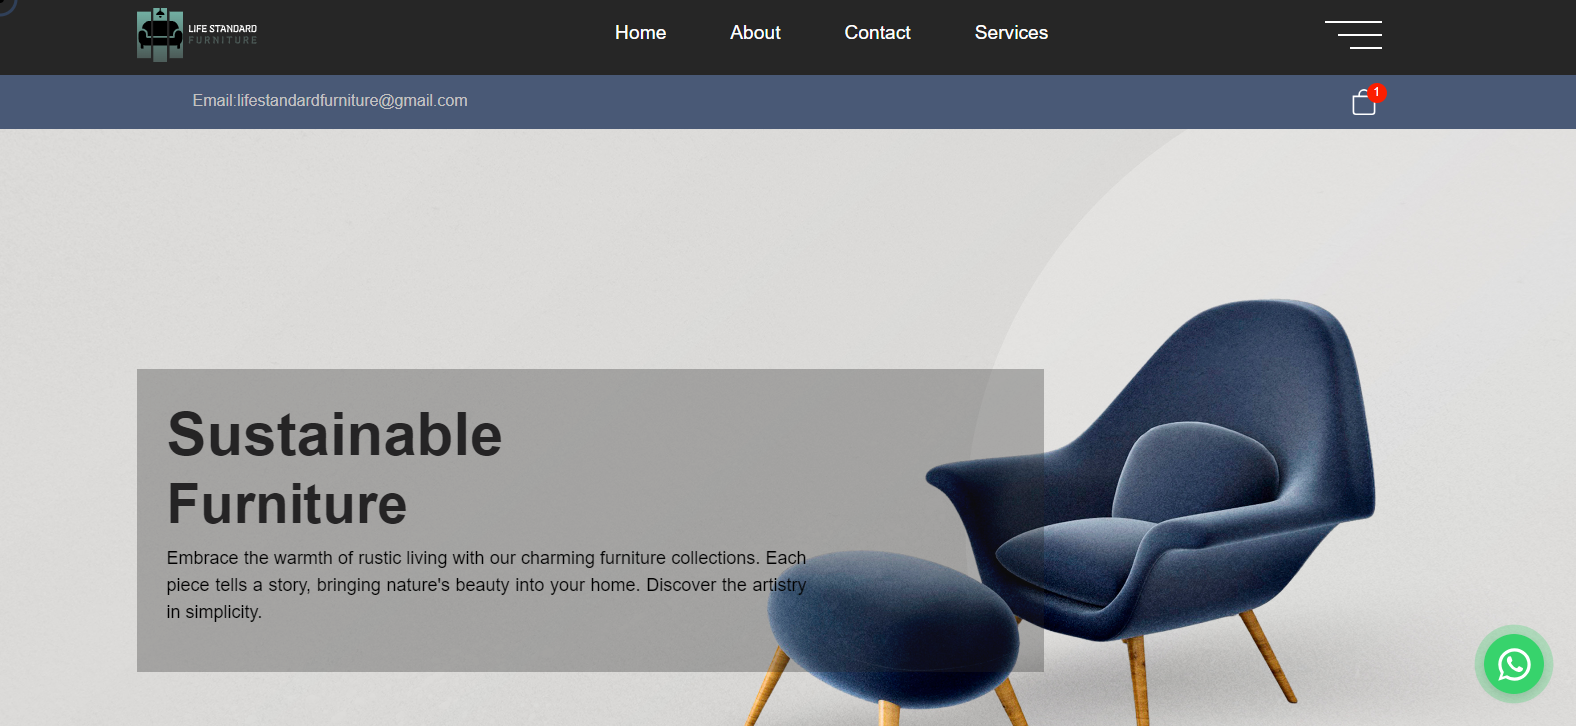 LIFE STANDARD
FURNITURE
Home About Contact Services
Email:lifestandardfurniture@gmail.com
1
Sustainable
Furniture
Embrace the warmth of rustic living with our charming furniture collections. Each
piece tells a story, bringing nature's beauty into your home. Discover the artistry
in simplicity.